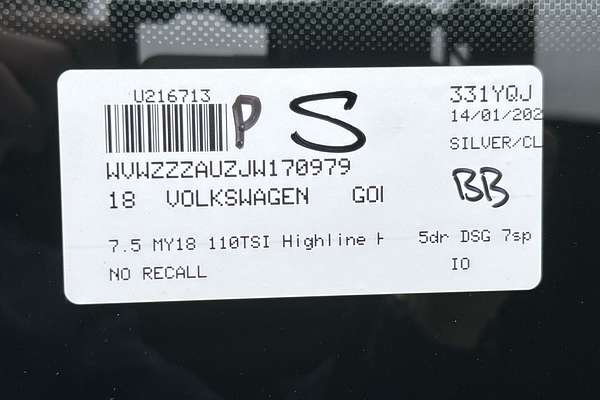 U216713 P S 331YQJ
14/01/202
SILVER/CL
WVWZZZAUZJW170979
18 VOLKSWAGEN GOl
BB
7.5 MY18 110TSI Highline H 5dr DSG 7sp
NO RECALL IO